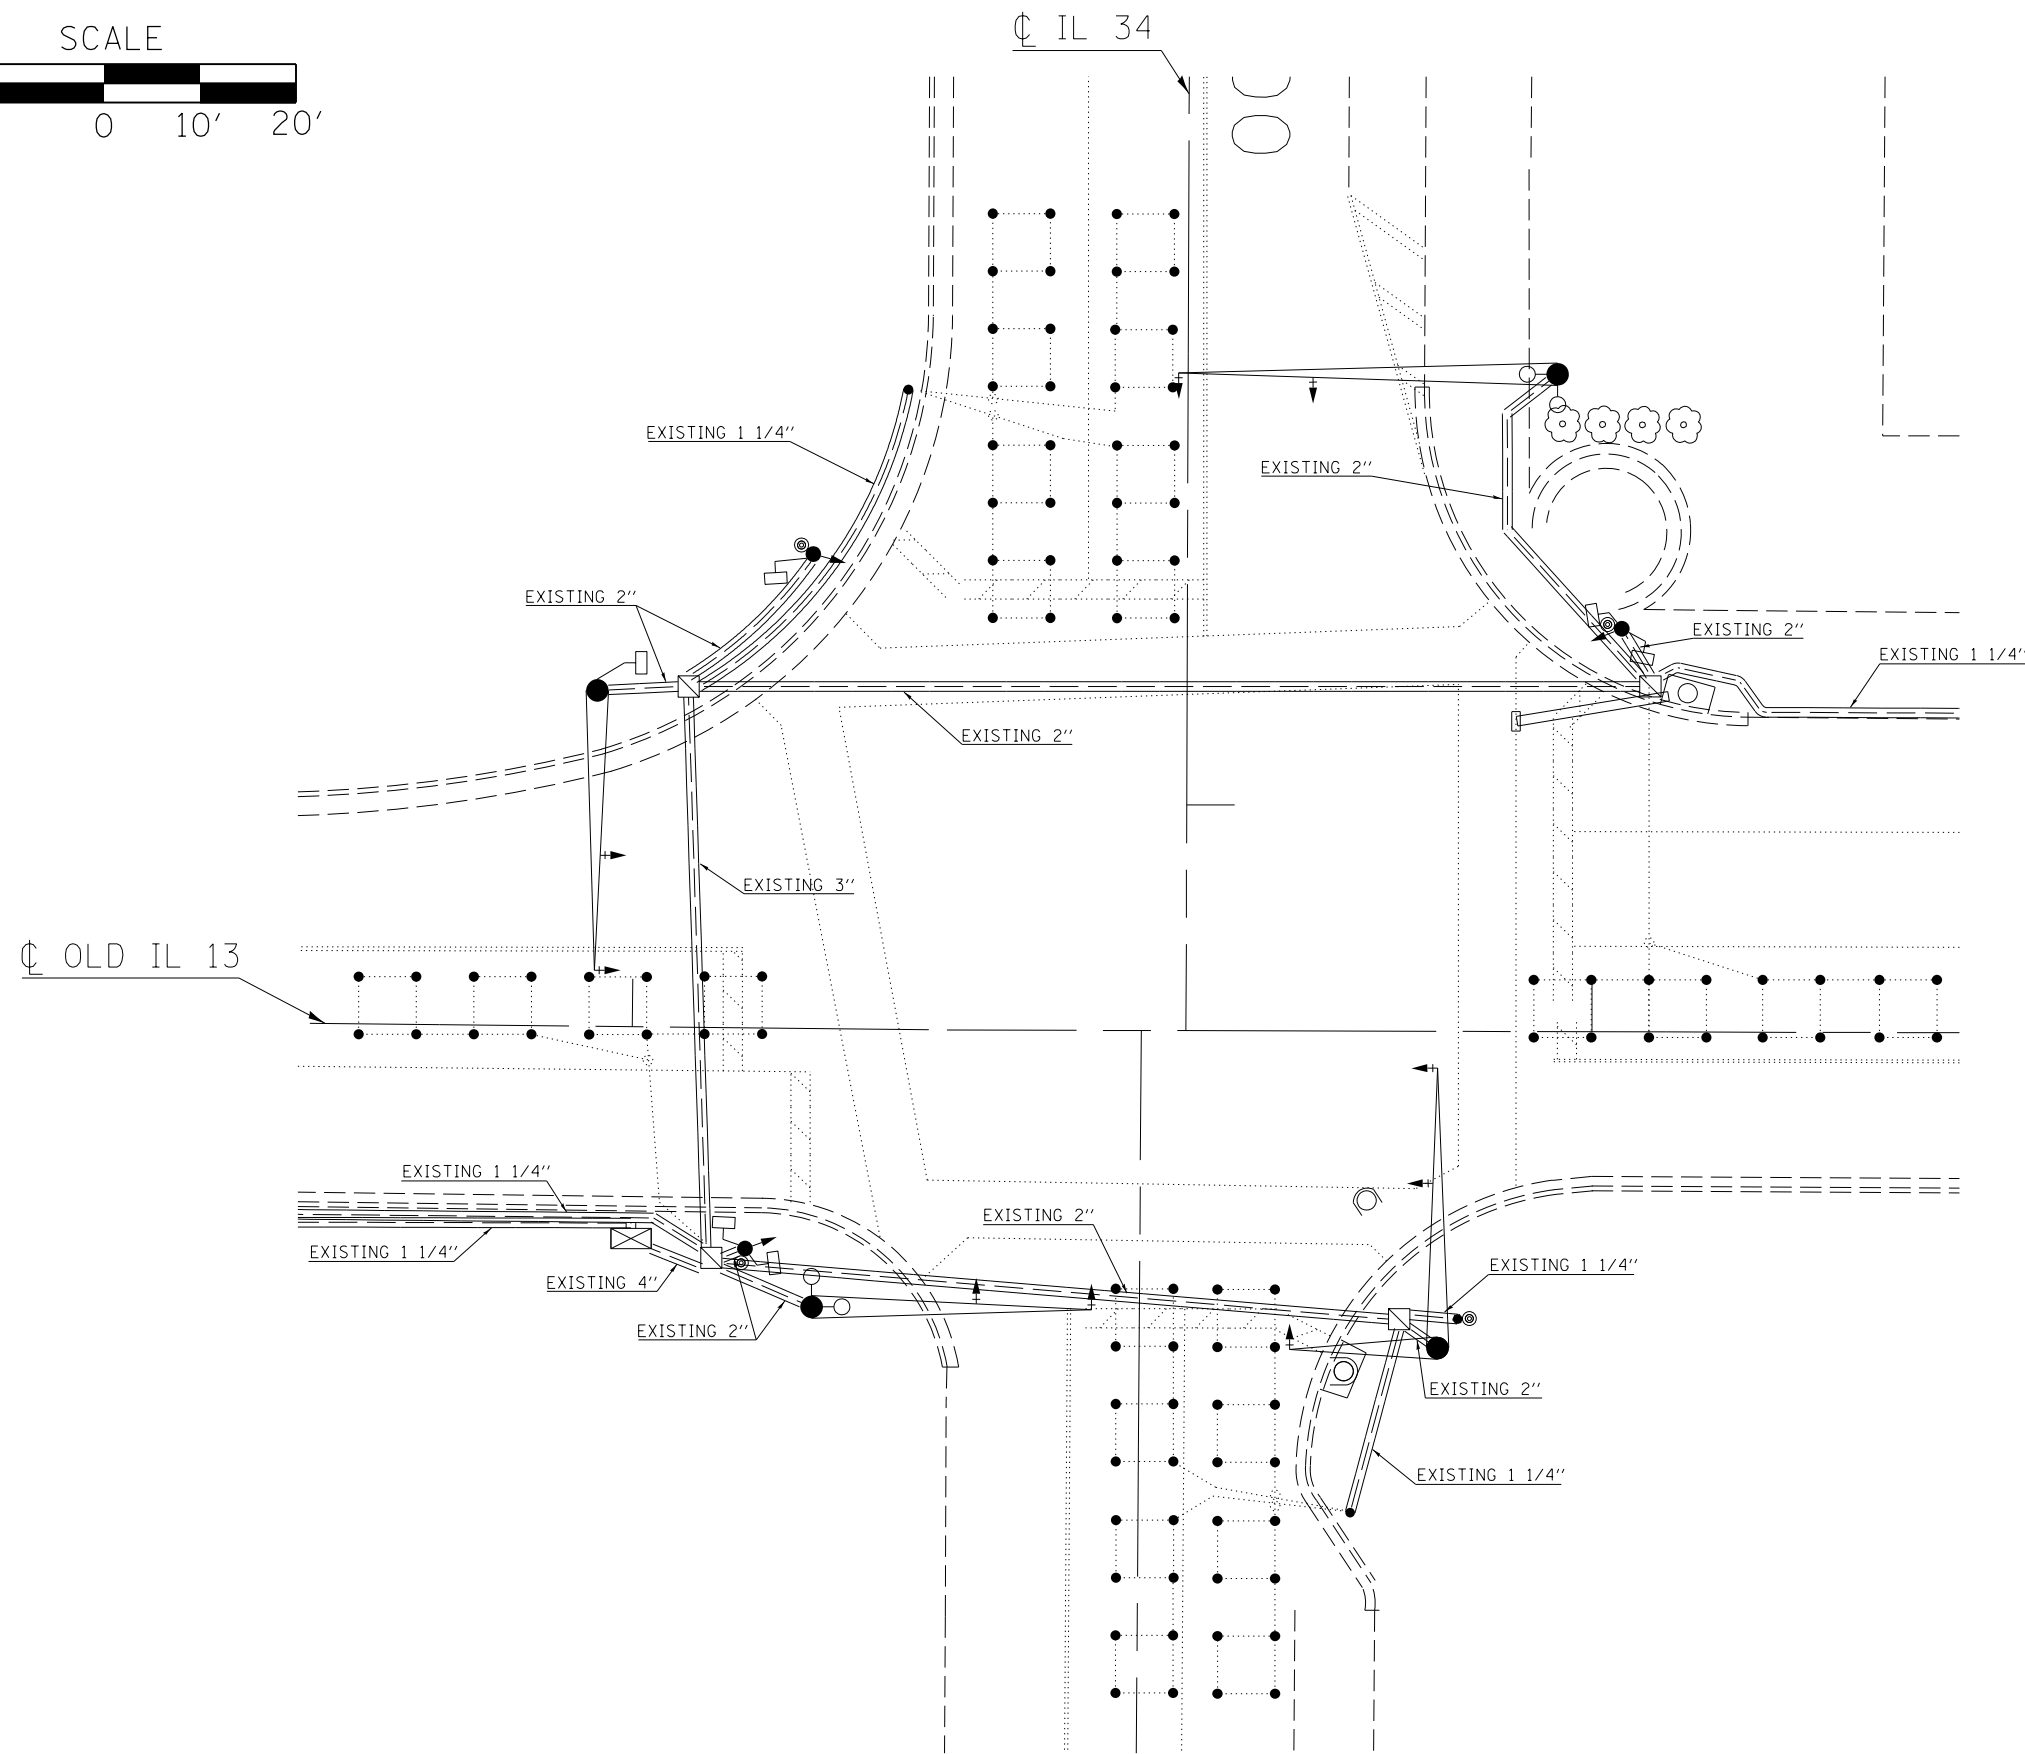 SCALE
0 10' 20'
℄ IL 34
EXISTING 1 1/4"
EXISTING 2"
EXISTING 2"
EXISTING 2"
EXISTING 1 1/4"
EXISTING 2"
EXISTING 3"
℄ OLD IL 13
EXISTING 1 1/4"
EXISTING 2"
EXISTING 1 1/4"
EXISTING 1 1/4"
EXISTING 4"
EXISTING 2"
EXISTING 2"
EXISTING 1 1/4"